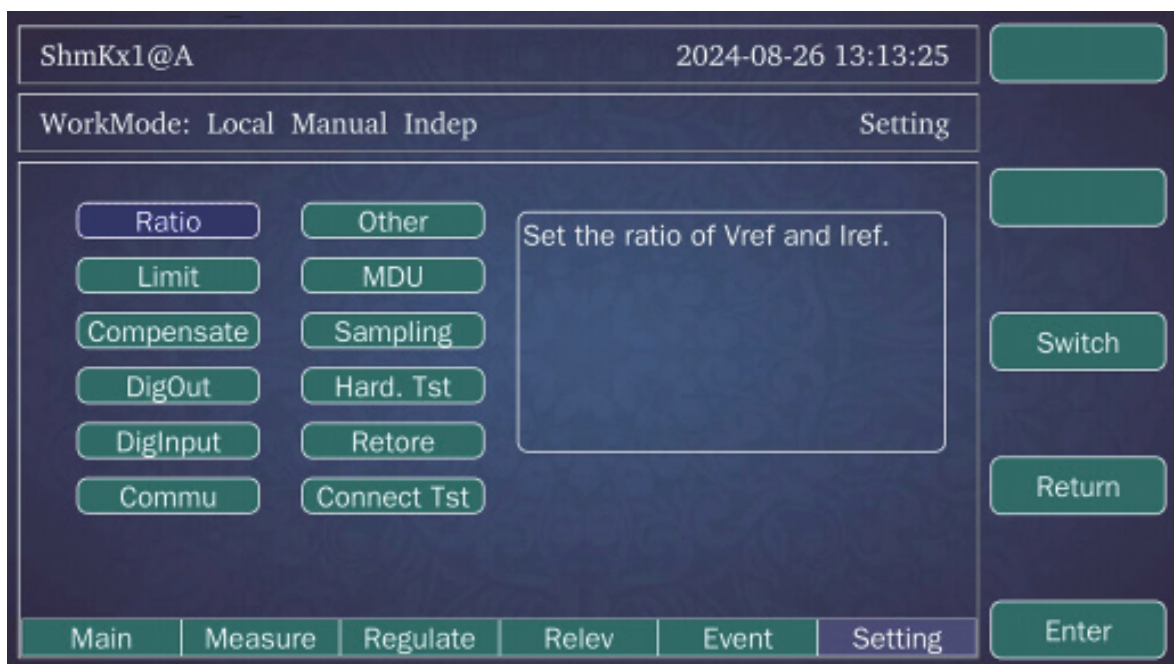 ShmKx1@A 2024-08-26 13:13:25
WorkMode: Local Manual Indep Setting
Ratio Other
Limit MDU
Compensate Sampling
DigOut Hard. Tst
DigInput Retore
Commu Connect Tst
Set the ratio of Vref and Iref.
Switch
Return
Enter
Main Measure Regulate Relev Event Setting